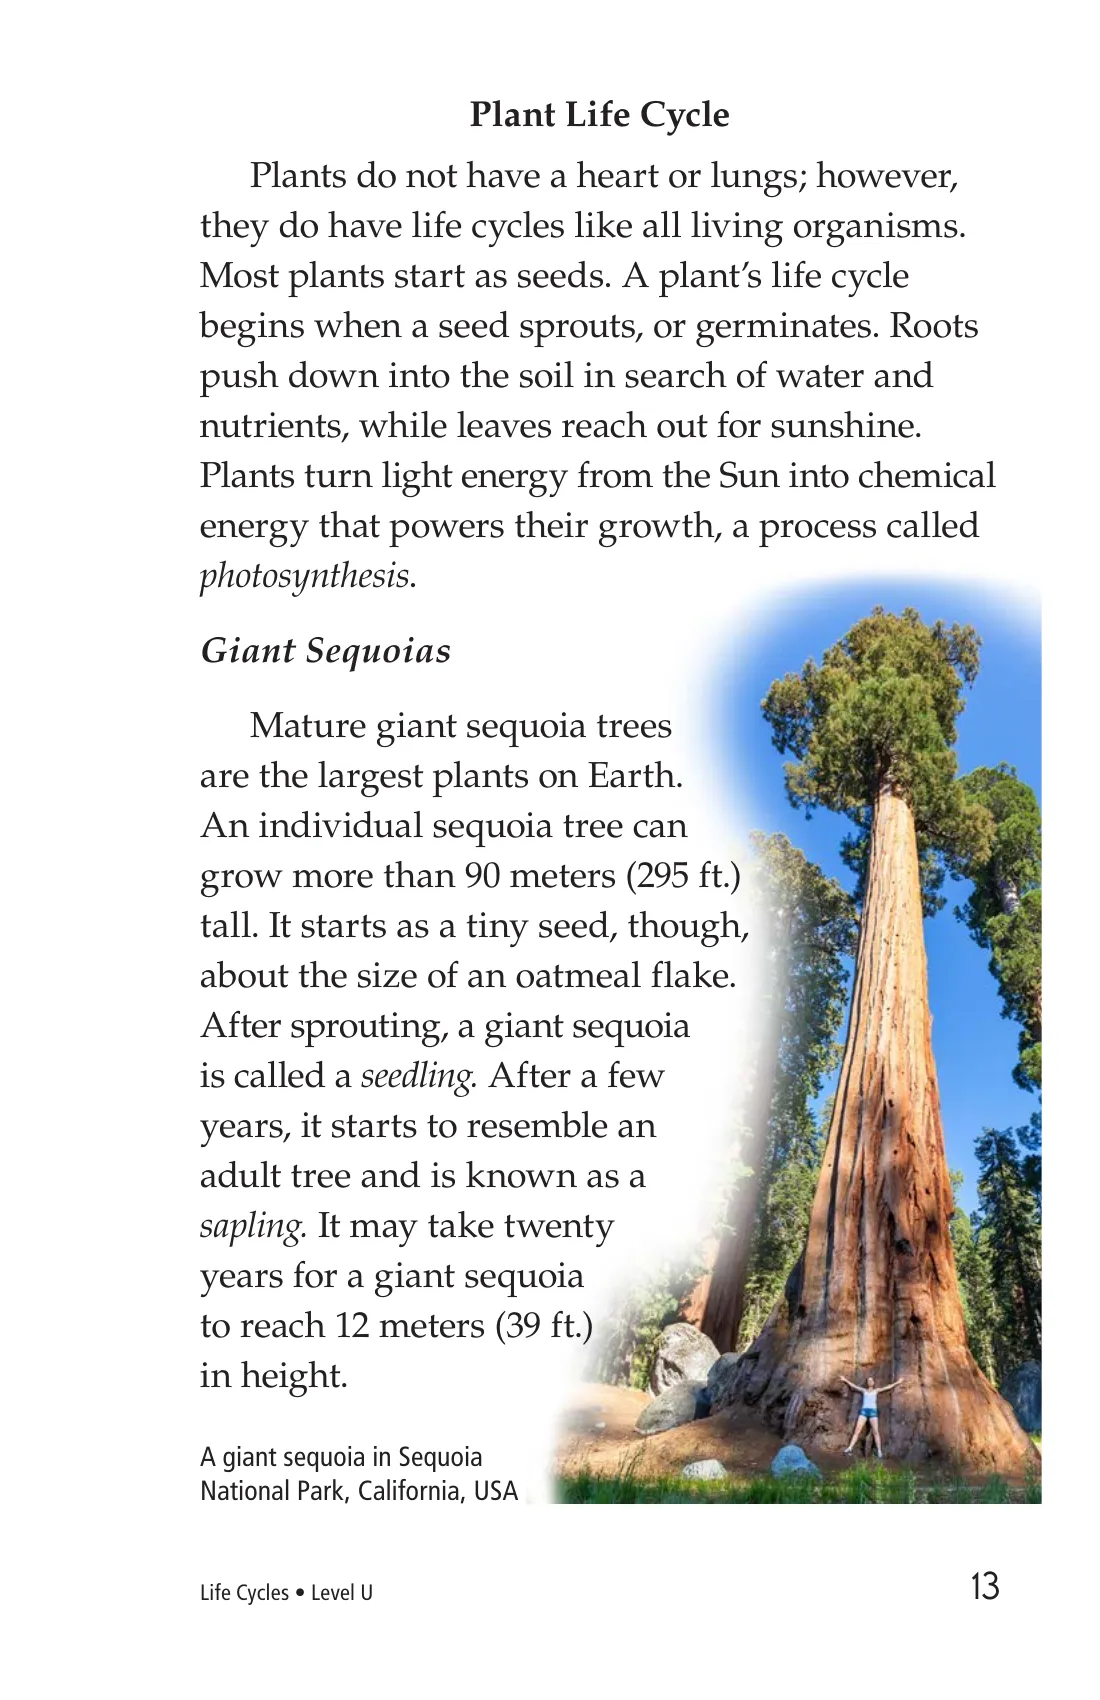 Plant Life Cycle
Plants do not have a heart or lungs; however,
they do have life cycles like all living organisms.
Most plants start as seeds. A plant’s life cycle
begins when a seed sprouts, or germinates. Roots
push down into the soil in search of water and
nutrients, while leaves reach out for sunshine.
Plants turn light energy from the Sun into chemical
energy that powers their growth, a process called
photosynthesis.
Giant Sequoias
Mature giant sequoia trees
are the largest plants on Earth.
An individual sequoia tree can
grow more than 90 meters (295 ft.)
tall. It starts as a tiny seed, though,
about the size of an oatmeal flake.
After sprouting, a giant sequoia
is called a seedling. After a few
years, it starts to resemble an
adult tree and is known as a
sapling. It may take twenty
years for a giant sequoia
to reach 12 meters (39 ft.)
in height.
A giant sequoia in Sequoia
National Park, California, USA
Life Cycles • Level U
13